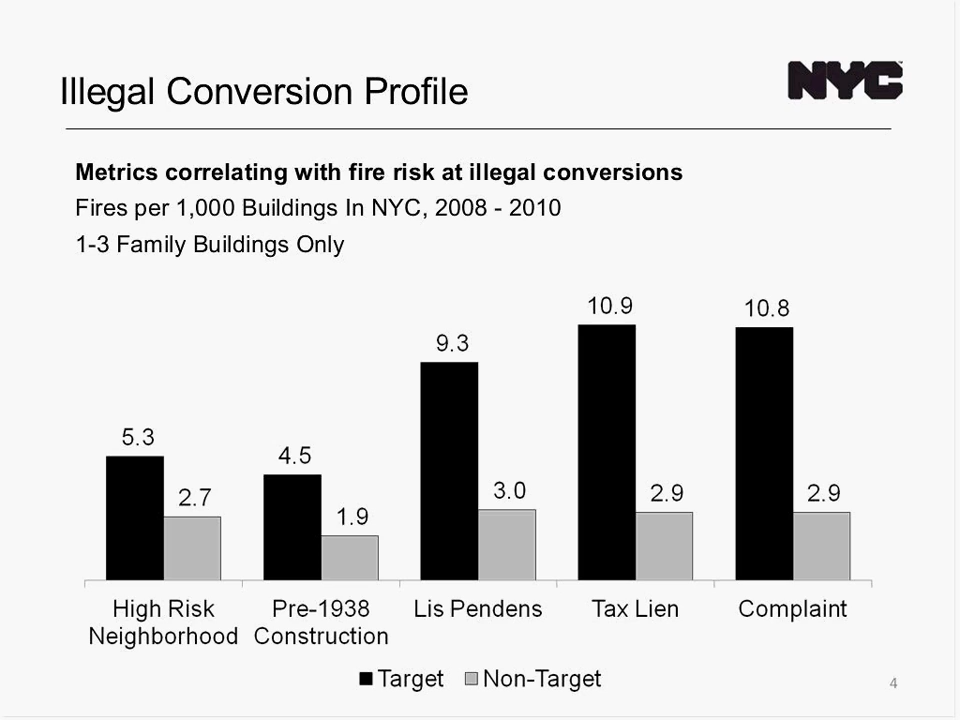 Illegal Conversion Profile
NYC
Metrics correlating with fire risk at illegal conversions
Fires per 1,000 Buildings In NYC, 2008 - 2010
1-3 Family Buildings Only
5.3
2.7
4.5
1.9
9.3
3.0
10.9
2.9
10.8
2.9
High Risk
Neighborhood
Pre-1938
Construction
Lis Pendens
Tax Lien
Complaint
Target
Non-Target
4